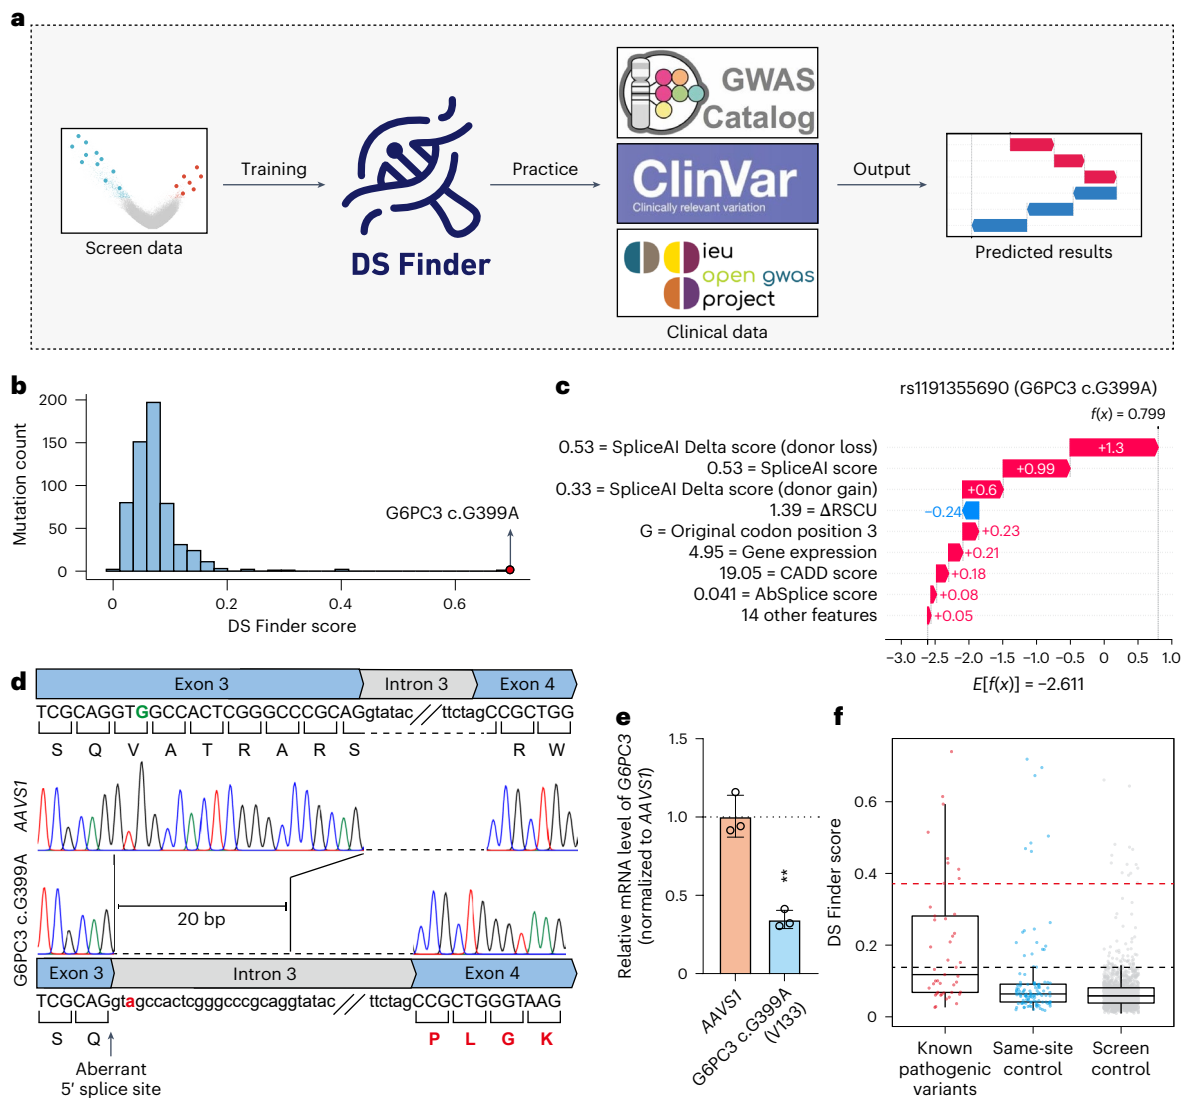 a
Screen data
Training
DS Finder
Practice
GWAS
Catalog
ClinVar
Clinically relevant variation
ieu
open gwas
project
Clinical data
Output
Predicted results
b
Mutation count
200
150
100
50
0
G6PC3 c.G399A
0
0.2
0.4
0.6
DS Finder score
c
rs1191355690 (G6PC3 c.G399A)
f(x) = 0.799
0.53 = SpliceAI Delta score (donor loss)
+1.3
0.53 = SpliceAI score
+0.99
0.33 = SpliceAI Delta score (donor gain)
+0.6
1.39 = ΔRSCU
−0.24
G = Original codon position 3
+0.23
4.95 = Gene expression
+0.21
19.05 = CADD score
+0.18
0.041 = AbSplice score
+0.08
14 other features
+0.05
−3.0 −2.5 −2.0 −1.5 −1.0 −0.5 0 0.5 1.0
E[f(x)] = −2.611
d
Exon 3
Intron 3
Exon 4
TCGCAGGTGGCCACTCGGGCCCGCAGgtatac
ttctagCCGCTGG
S Q V A T R A R S
R W
AAVS1
G6PC3 c.G399A
20 bp
Exon 3
Intron 3
Exon 4
TCGCAGgtagccactcgggcccgcaggtatac
ttctagCCGCTGGGTAAG
S Q
P L G K
Aberrant
5′ splice site
e
Relative mRNA level of G6PC3
(normalized to AAVS1)
1.5
1.0
0.5
0
**
AAVS1
G6PC3 c.G399A
(V133)
f
DS Finder score
0.6
0.4
0.2
0
Known
pathogenic
variants
Same-site
control
Screen
control